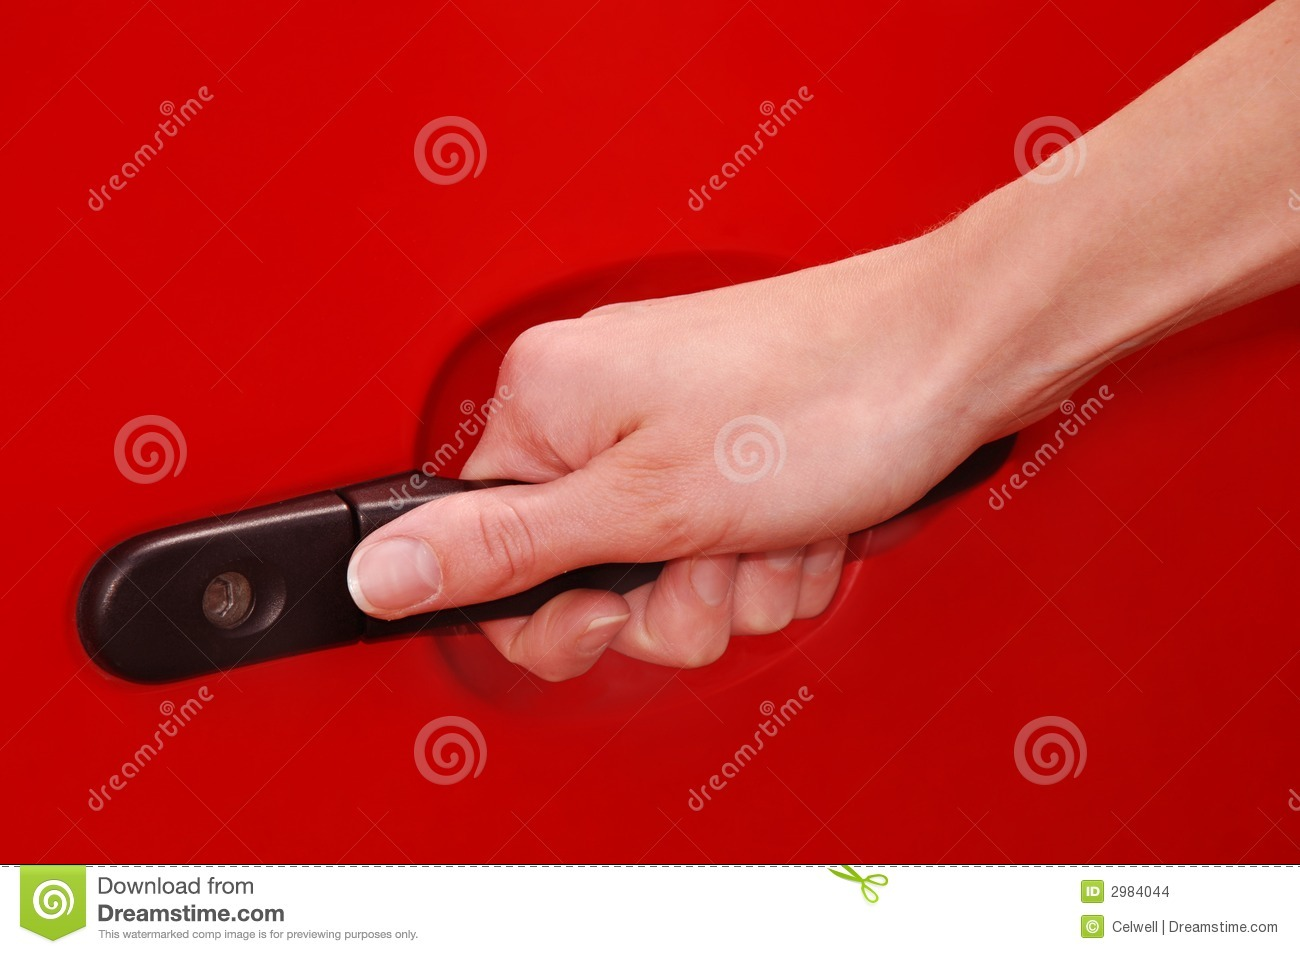 dreamstime
dreamstime
dreamstime
dreamstime
dreamstime
dreamstime
dreamstime
Download from
Dreamstime.com
This watermarked comp image is for previewing purposes only.
ID 2984044
© Celwell | Dreamstime.com